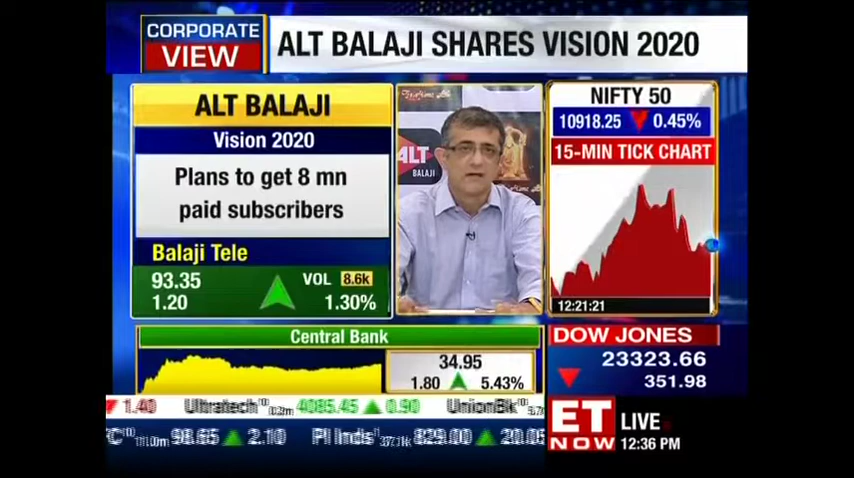 CORPORATE
VIEW
ALT BALAJI SHARES VISION 2020
ALT BALAJI
Vision 2020
Plans to get 8 mn
paid subscribers
Balaji Tele
93.35
VOL 8.6k
1.20
1.30%
ALT
BALAJI
NIFTY 50
10918.25 0.45%
15-MIN TICK CHART
12:21:21
Central Bank
34.95
1.80 5.43%
DOW JONES
23323.66
351.98
1.40 Ultratech 4085.45 0.90 UnionBk
98.65 2.10 PI Inds 829.00 20.05
ET
NOW
LIVE
12:36 PM